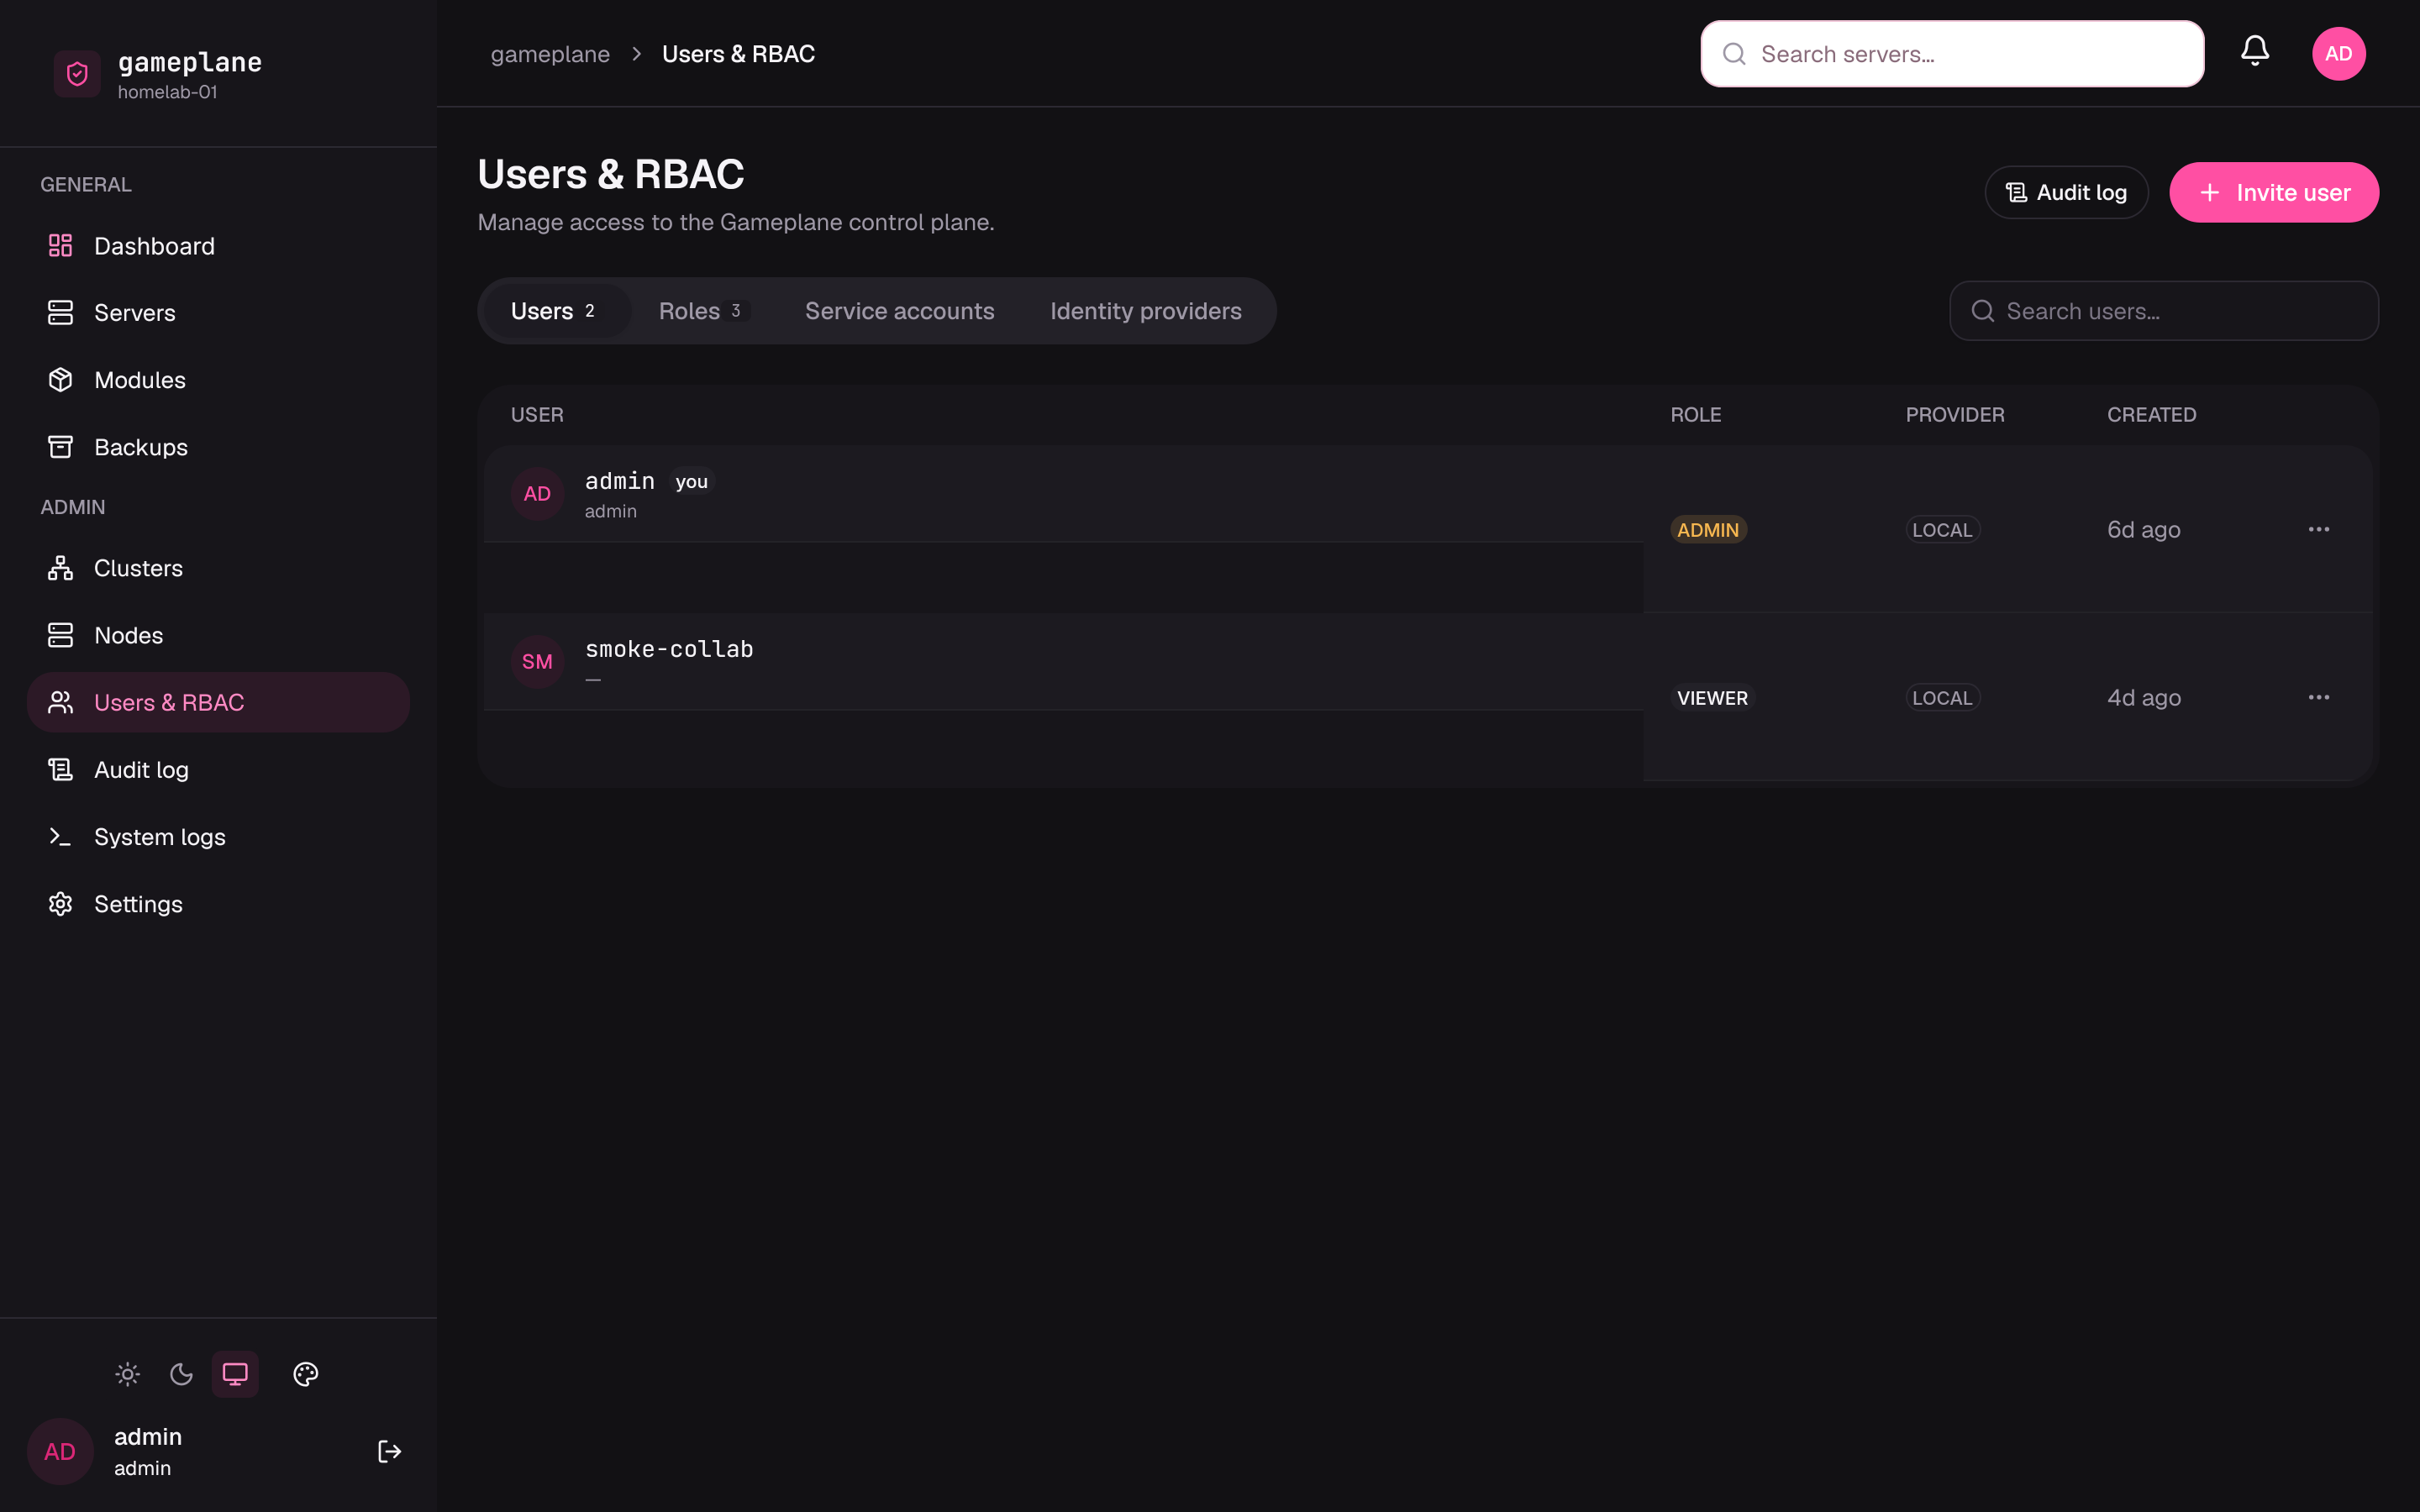 gameplane
homelab-01
GENERAL
Dashboard
Servers
Modules
Backups
ADMIN
Clusters
Nodes
Users & RBAC
Audit log
System logs
Settings
AD
admin
admin
gameplane > Users & RBAC
Search servers...
AD
Users & RBAC
Manage access to the Gameplane control plane.
Audit log
+ Invite user
Users 2
Roles 3
Service accounts
Identity providers
Search users...
USER ROLE PROVIDER CREATED
AD admin you
admin
ADMIN LOCAL 6d ago
SM smoke-collab
—
VIEWER LOCAL 4d ago